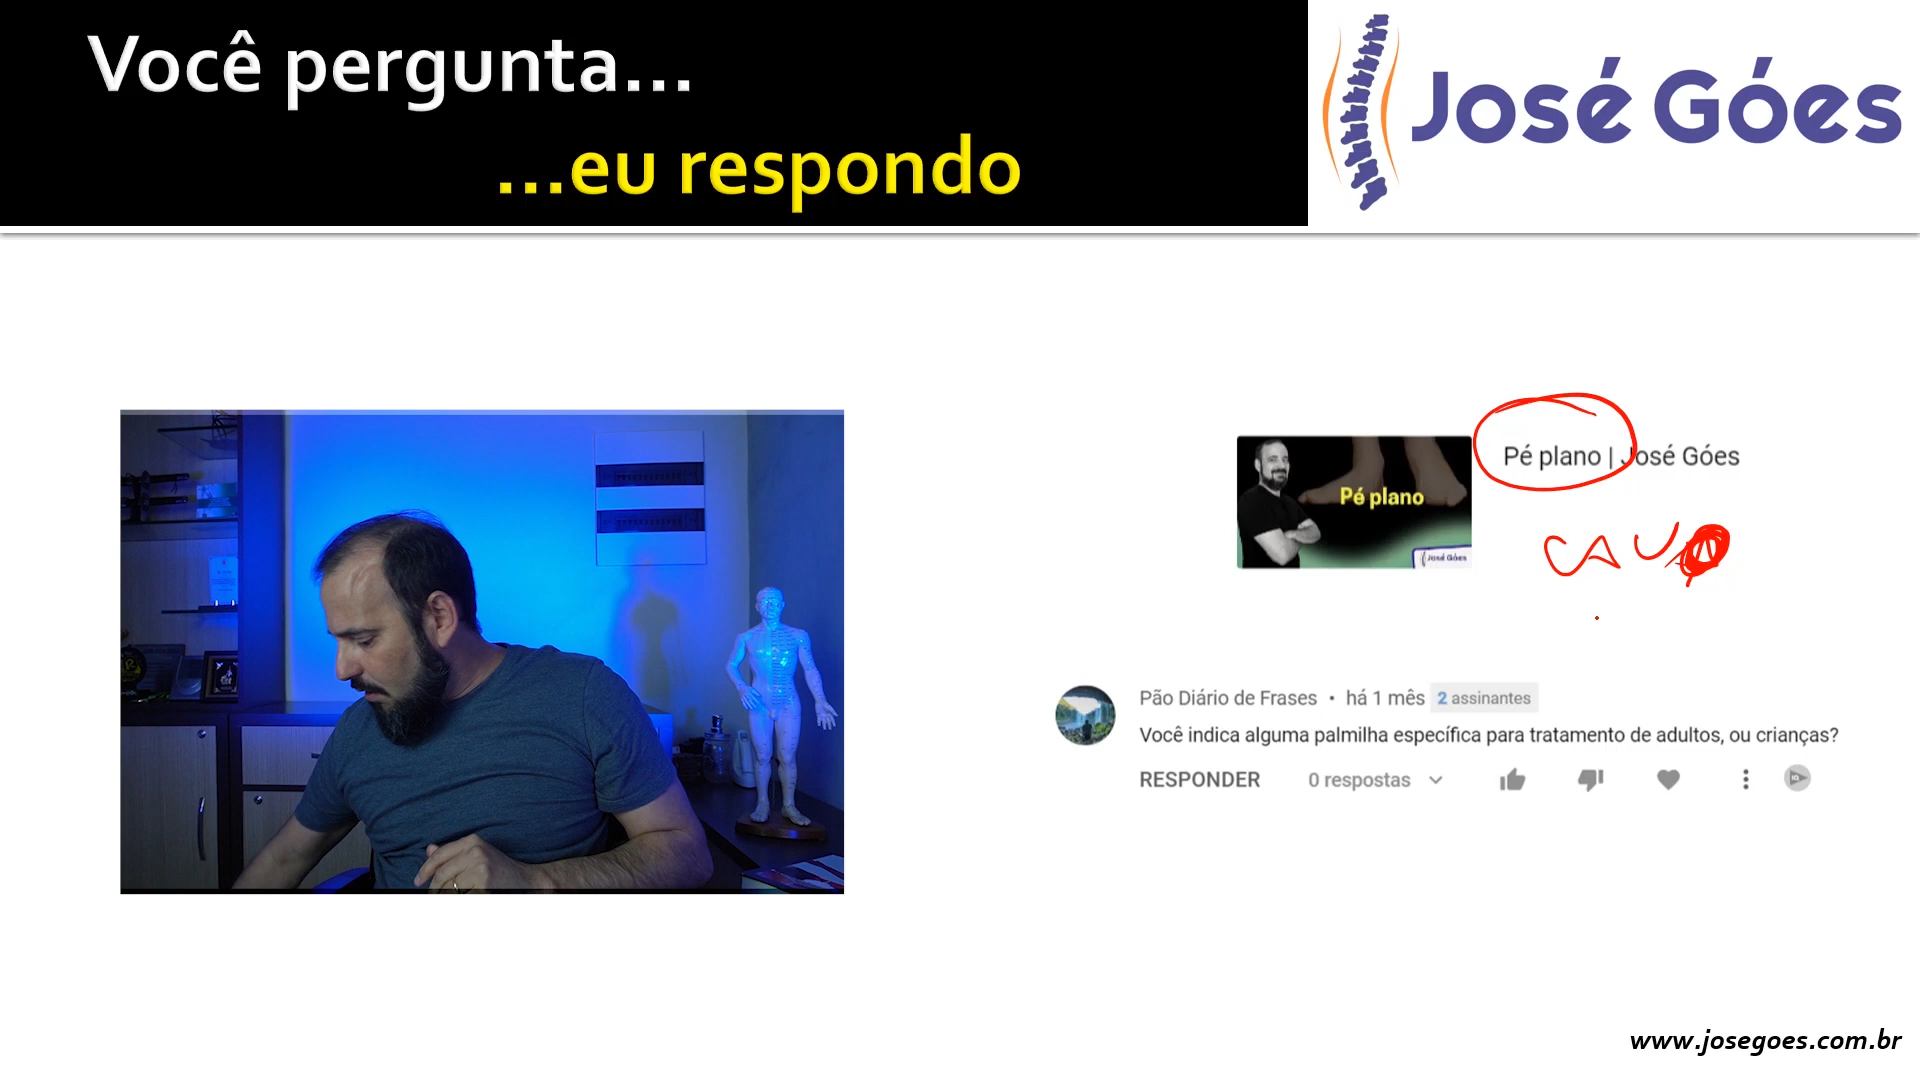 Você pergunta...
...eu respondo
José Góes
Pé plano | José Góes
Pé plano
José Góes
CAVO
Pão Diário de Frases • há 1 mês 2 assinantes
Você indica alguma palmilha específica para tratamento de adultos, ou crianças?
RESPONDER 0 respostas
www.josegoes.com.br